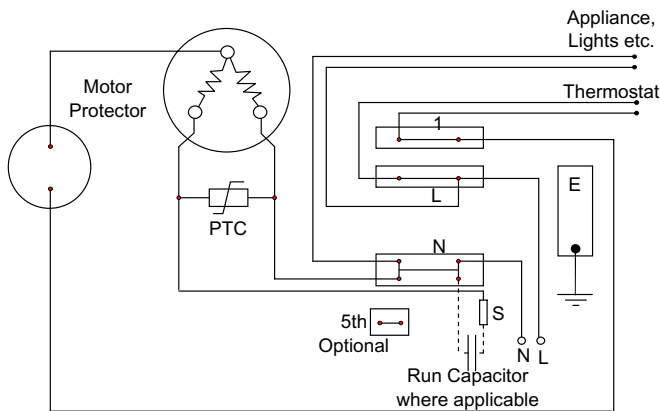 Appliance,
Lights etc.
Motor
Protector
Thermostat
1
L
E
PTC
N
5th
Optional
S
N L
Run Capacitor
where applicable